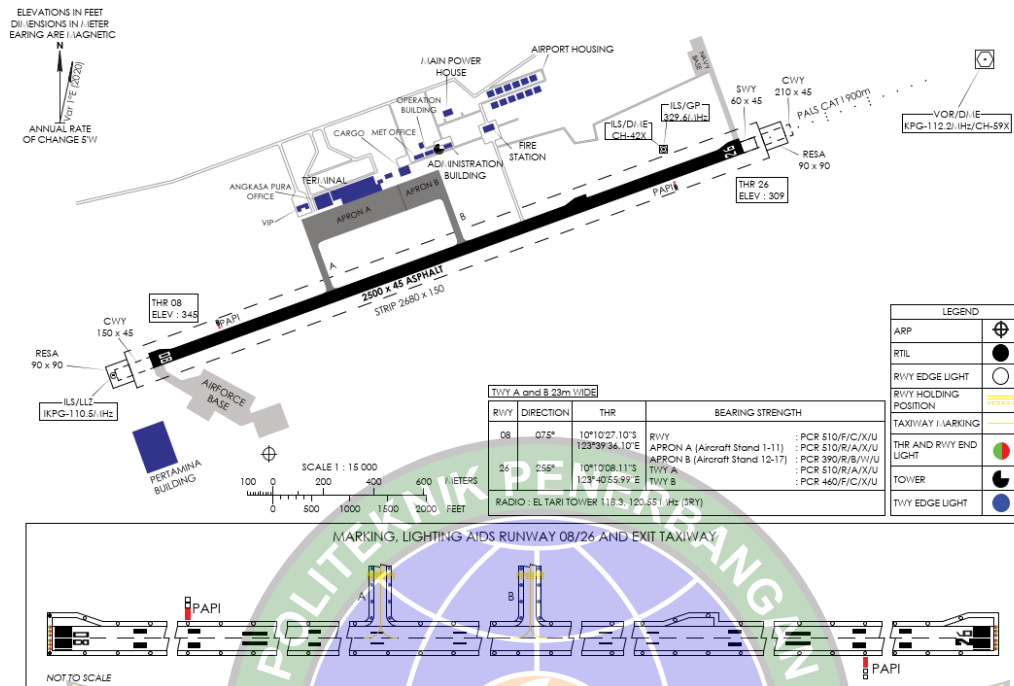 ELEVATIONS IN FEET
DIMENSIONS IN METER
EARING ARE MAGNETIC
N
Var 1°E (2020)
ANNUAL RATE
OF CHANGE 5'W
MAIN POWER
HOUSE
AIRPORT HOUSING
NAVY
BASE
OPERATION
BUILDING
CARGO
MET OFFICE
ADMINISTRATION
BUILDING
FIRE
STATION
ILS/DME
CH-42X
ILS/GP
329.6MHz
SWY
60 x 45
CWY
210 x 45
PALS CAT I 900m
VOR/DME
KPG-112.2MHz/CH-59X
RESA
90 x 90
TERMINAL
ANGKASA PURA
OFFICE
VIP
APRON A
APRON B
A
B
PAPI
26
THR 26
ELEV : 309
2500 x 45 ASPHALT
STRIP 2680 x 150
THR 08
ELEV : 345
PAPI
CWY
150 x 45
RESA
90 x 90
08
ILS/LLZ
IKPG-110.5MHz
AIRFORCE
BASE
PERTAMINA
BUILDING
SCALE 1 : 15 000
100 0 200 400 600 METERS
0 500 1000 1500 2000 FEET
TWY A and B 23m WIDE
RWY DIRECTION THR BEARING STRENGTH
08 075° 10°10'27.10"S RWY : PCR 510/F/C/X/U
123°39'36.10"E APRON A (Aircraft Stand 1-11) : PCR 510/R/A/X/U
APRON B (Aircraft Stand 12-17) : PCR 390/R/B/W/U
26 255° 10°10'08.11"S TWY A : PCR 510/R/A/X/U
123°40'55.99"E TWY B : PCR 460/F/C/X/U
RADIO : EL TARI TOWER 118.3, 120.55 MHz (SRY)
LEGEND
ARP
RTIL
RWY EDGE LIGHT
RWY HOLDING
POSITION
TAXIWAY MARKING
THR AND RWY END
LIGHT
TOWER
TWY EDGE LIGHT
POLITEKNIK PENERBANGAN
MARKING, LIGHTING AIDS RUNWAY 08/26 AND EXIT TAXIWAY
A
B
PAPI
08
26
PAPI
NOT TO SCALE